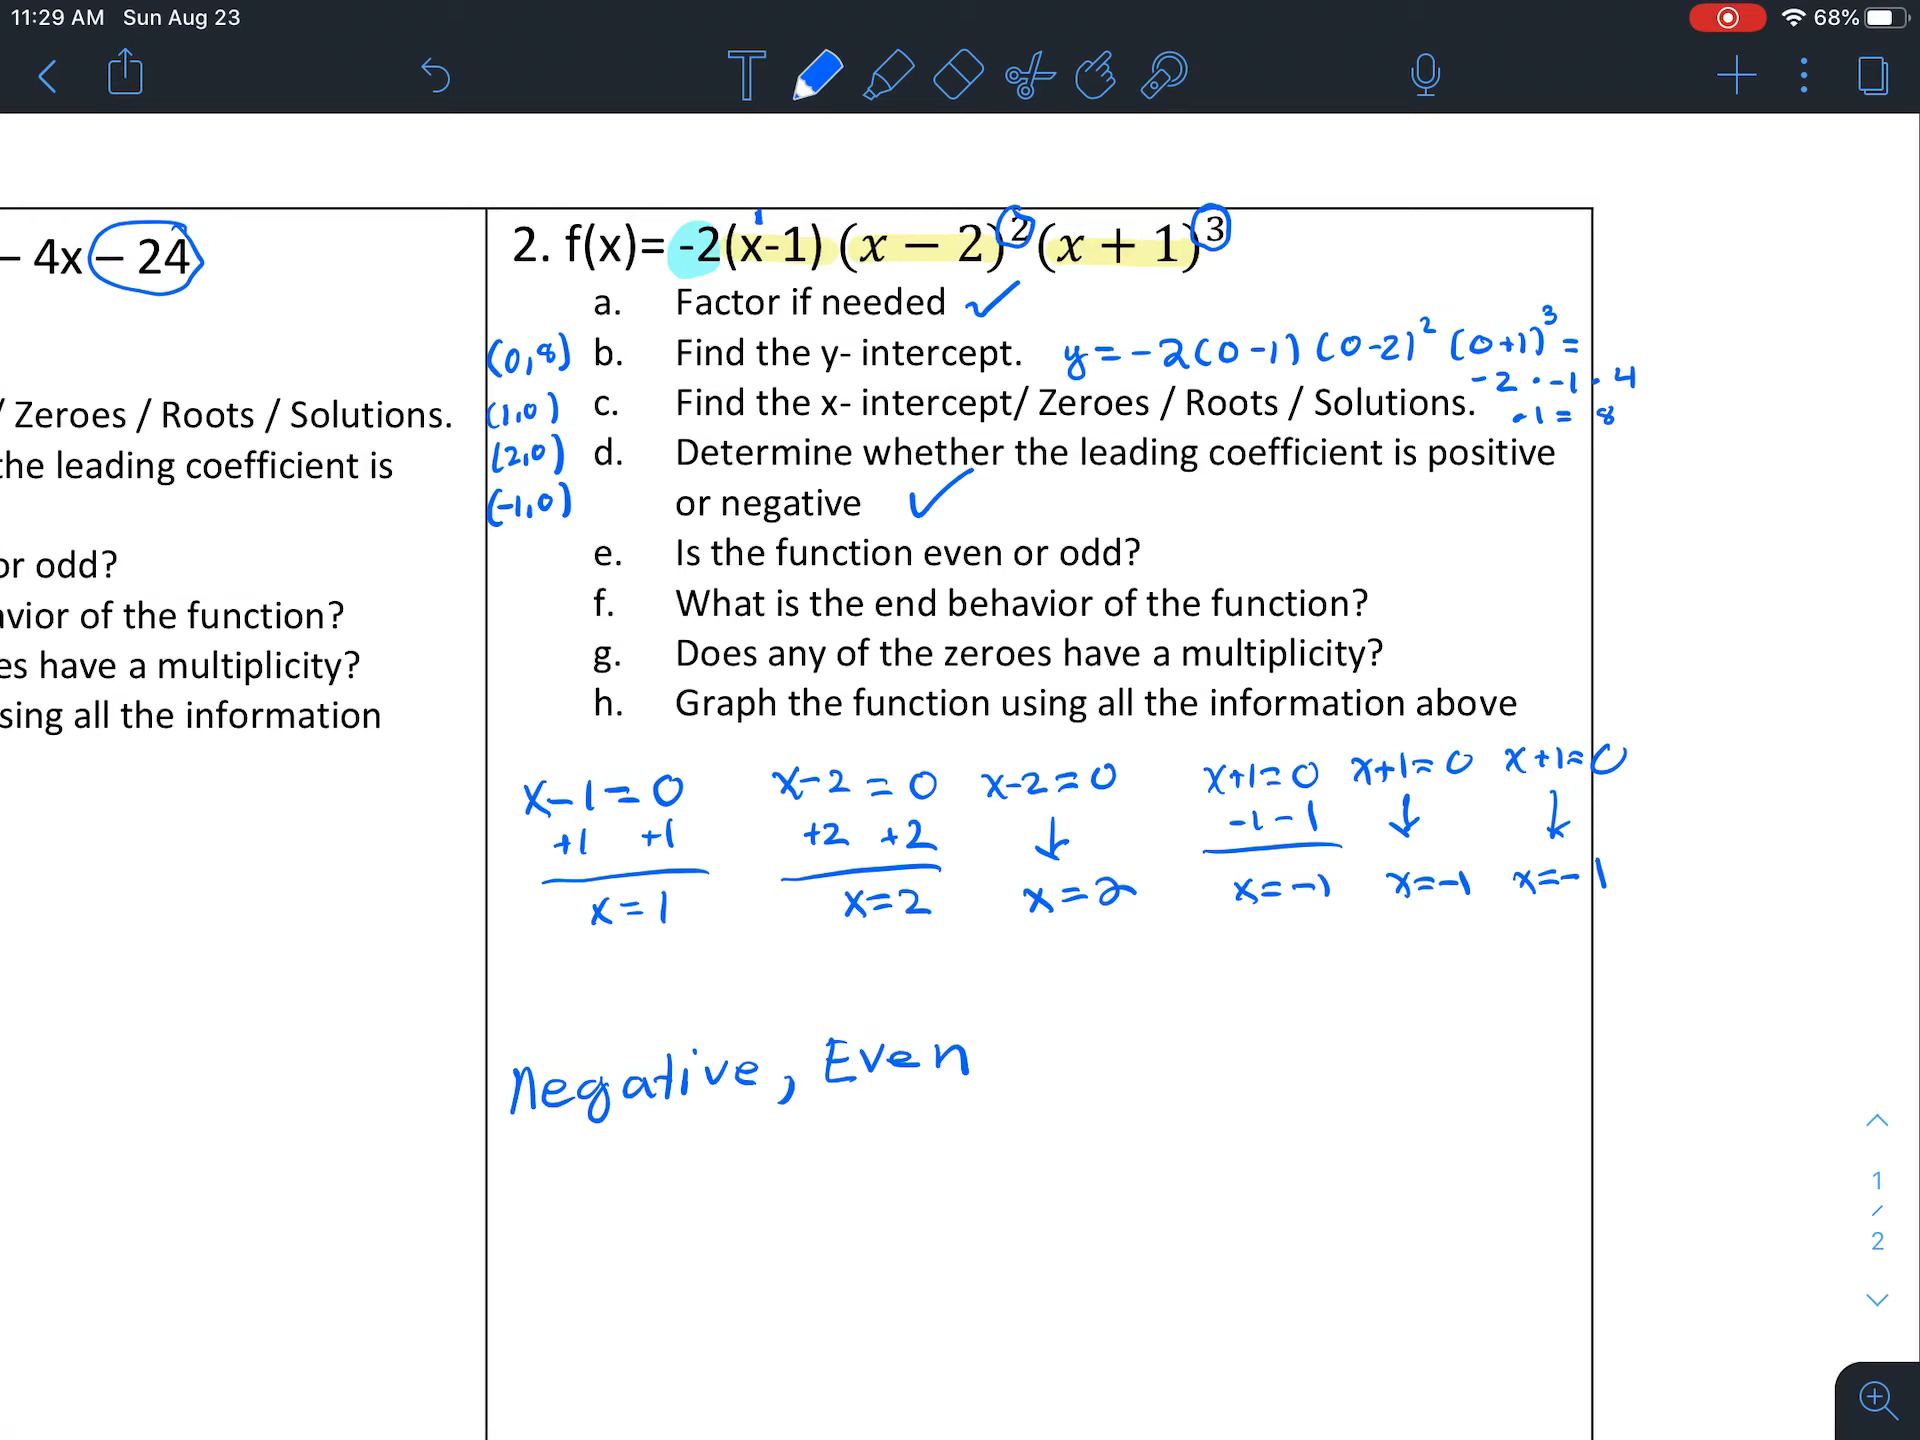 11:29 AM Sun Aug 23
68%
T
– 4x – 24
/ Zeroes / Roots / Solutions.
the leading coefficient is
or odd?
avior of the function?
es have a multiplicity?
sing all the information
2. f(x)= -2(x-1) (x – 2)² (x + 1)³
1
a. Factor if needed ✓
(0,8) b. Find the y- intercept. y = -2(0-1) (0-2)² (0+1)³ =
-2 · -1 · 4
(1,0) c. Find the x- intercept/ Zeroes / Roots / Solutions. · 1 = 8
(2,0) d. Determine whether the leading coefficient is positive
(-1,0) or negative ✓
e. Is the function even or odd?
f. What is the end behavior of the function?
g. Does any of the zeroes have a multiplicity?
h. Graph the function using all the information above
x-1=0 x-2=0 x-2=0 x+1=0 x+1=0 x+1=0
+1 +1 +2 +2 ↓ -1 -1 ↓ ↓
x=1 x=2 x=2 x=-1 x=-1 x=-1
Negative, Even
1
/
2